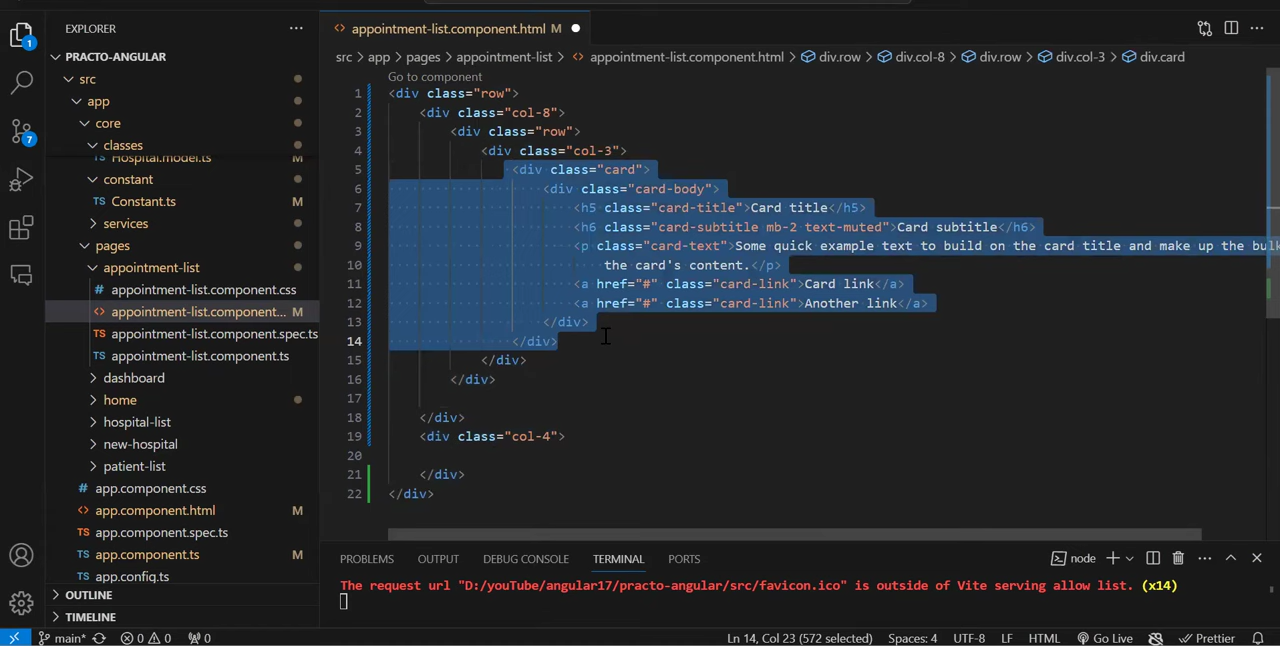 EXPLORER
PRACTO-ANGULAR
src
app
core
classes
Hospital.model.ts M
constant
TS Constant.ts M
services
pages
appointment-list
# appointment-list.component.css
<> appointment-list.component... M
TS appointment-list.component.spec.ts
TS appointment-list.component.ts
dashboard
home
hospital-list
new-hospital
patient-list
# app.component.css
<> app.component.html M
TS app.component.spec.ts
TS app.component.ts M
app.config.ts
OUTLINE
TIMELINE
1
7
<> appointment-list.component.html M
src > app > pages > appointment-list > <> appointment-list.component.html > div.row > div.col-8 > div.row > div.col-3 > div.card
Go to component
1 <div class="row">
2 <div class="col-8">
3 <div class="row">
4 <div class="col-3">
5 <div class="card">
6 <div class="card-body">
7 <h5 class="card-title">Card title</h5>
8 <h6 class="card-subtitle mb-2 text-muted">Card subtitle</h6>
9 <p class="card-text">Some quick example text to build on the card title and make up the bul
10 the card's content.</p>
11 <a href="#" class="card-link">Card link</a>
12 <a href="#" class="card-link">Another link</a>
13 </div>
14 </div>
15 </div>
16 </div>
17
18 </div>
19 <div class="col-4">
20
21 </div>
22 </div>
PROBLEMS OUTPUT DEBUG CONSOLE TERMINAL PORTS node
The request url "D:/youTube/angular17/practo-angular/src/favicon.ico" is outside of Vite serving allow list. (x14)
main* 0 0 0 Ln 14, Col 23 (572 selected) Spaces: 4 UTF-8 LF HTML Go Live Prettier